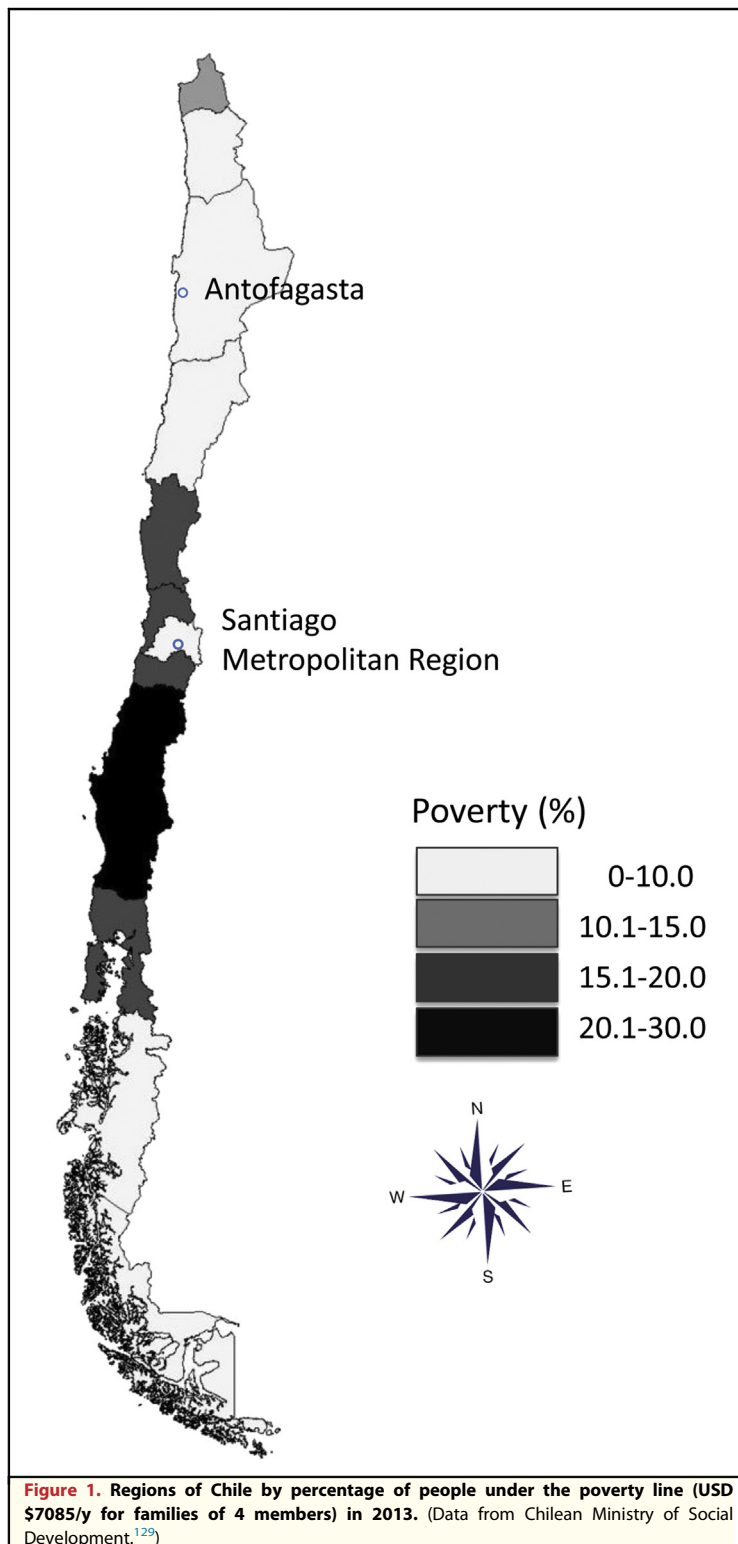 Antofagasta
Santiago
Metropolitan Region
Poverty (%)
0-10.0
10.1-15.0
15.1-20.0
20.1-30.0
N
W
E
S
Figure 1. Regions of Chile by percentage of people under the poverty line (USD
$7085/y for families of 4 members) in 2013. (Data from Chilean Ministry of Social
Development.129)